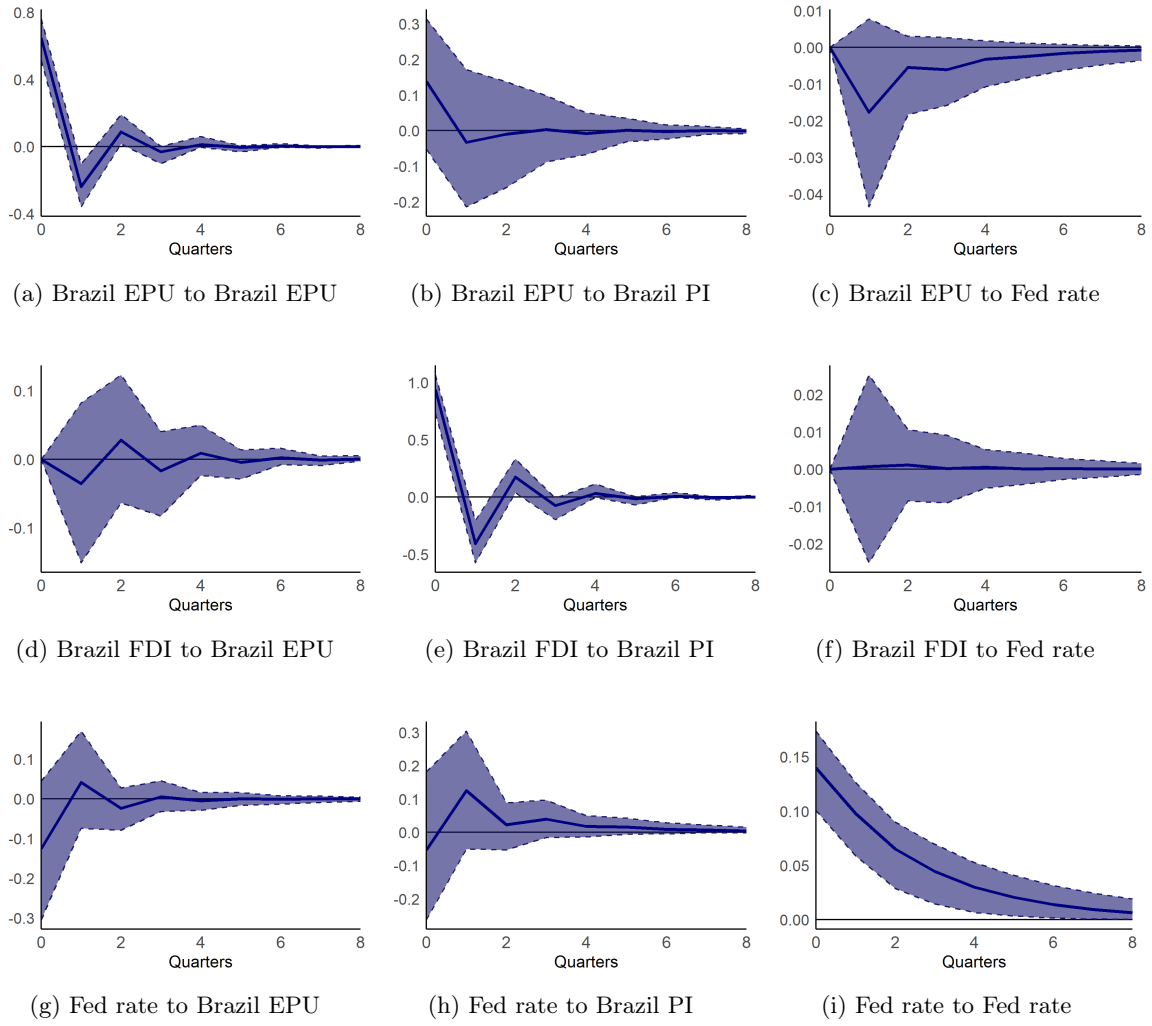 0.8
0.4
0.0
-0.4
0 2 4 6 8
Quarters
(a) Brazil EPU to Brazil EPU
0.3
0.2
0.1
0.0
-0.1
-0.2
0 2 4 6 8
Quarters
(b) Brazil EPU to Brazil PI
0.01
0.00
-0.01
-0.02
-0.03
-0.04
0 2 4 6 8
Quarters
(c) Brazil EPU to Fed rate
0.1
0.0
-0.1
0 2 4 6 8
Quarters
(d) Brazil FDI to Brazil EPU
1.0
0.5
0.0
-0.5
0 2 4 6 8
Quarters
(e) Brazil FDI to Brazil PI
0.02
0.01
0.00
-0.01
-0.02
0 2 4 6 8
Quarters
(f) Brazil FDI to Fed rate
0.1
0.0
-0.1
-0.2
-0.3
0 2 4 6 8
Quarters
(g) Fed rate to Brazil EPU
0.3
0.2
0.1
0.0
-0.1
-0.2
0 2 4 6 8
Quarters
(h) Fed rate to Brazil PI
0.15
0.10
0.05
0.00
0 2 4 6 8
Quarters
(i) Fed rate to Fed rate